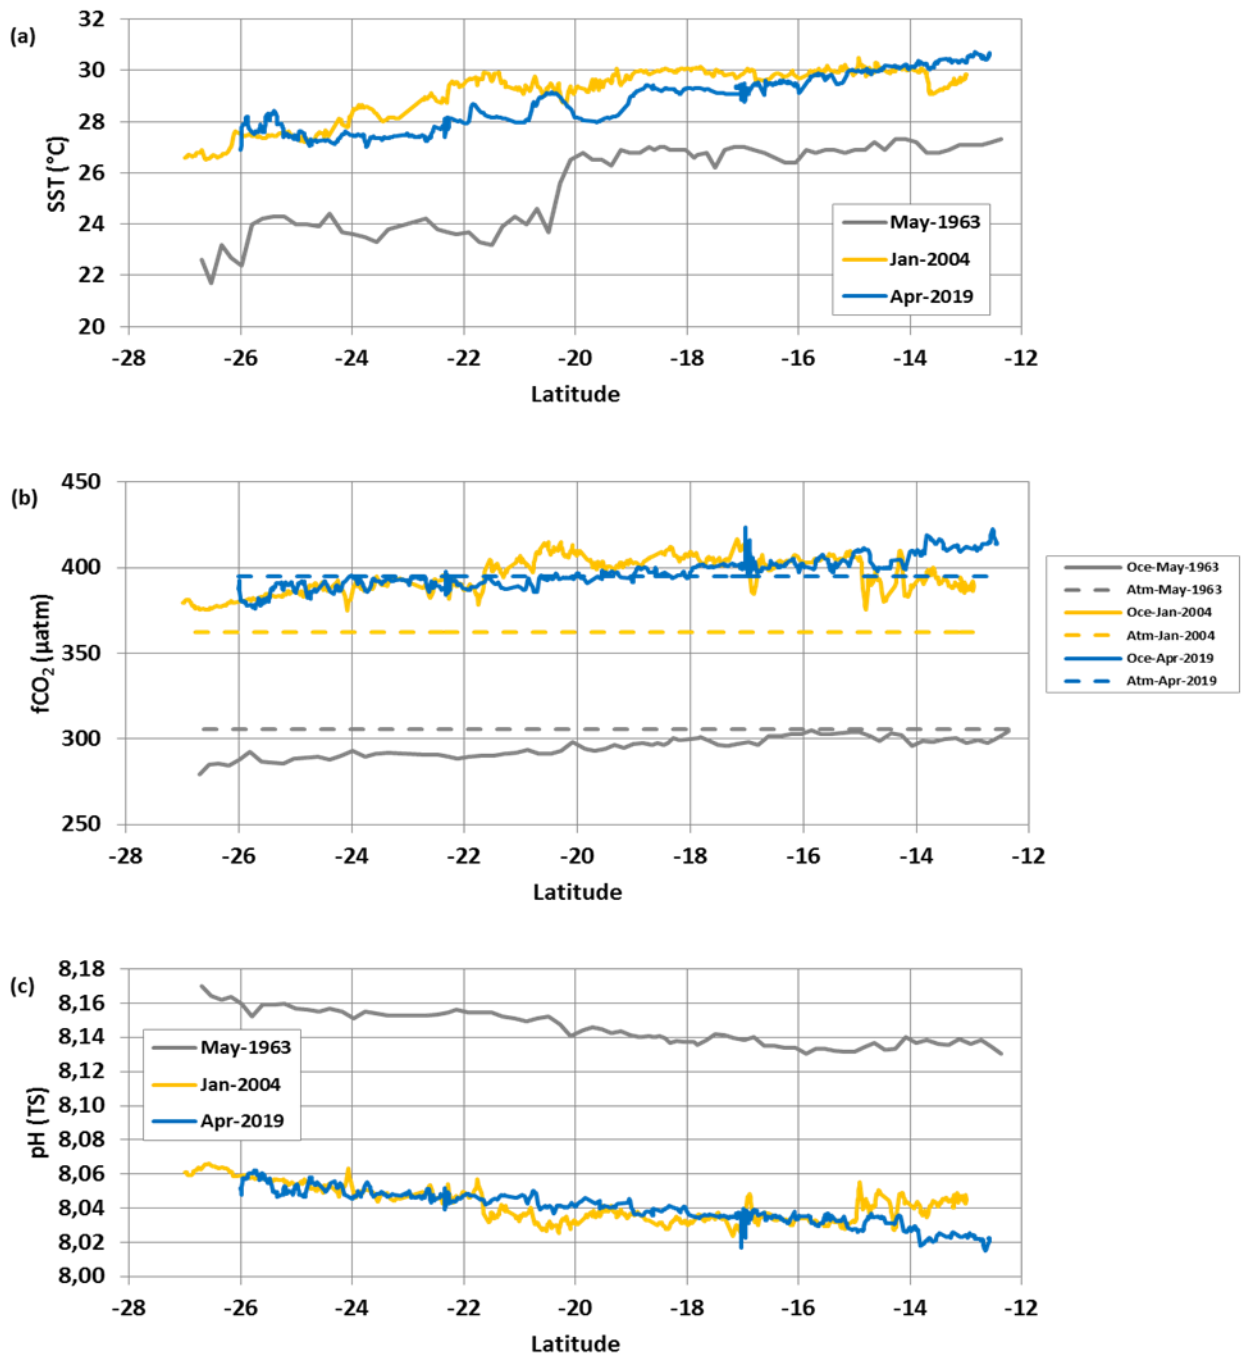 (a)
32
30
28
26
24
22
20
SST (°C)
May-1963
Jan-2004
Apr-2019
-28 -26 -24 -22 -20 -18 -16 -14 -12
Latitude
(b)
450
400
350
300
250
fCO₂ (µatm)
Oce-May-1963
Atm-May-1963
Oce-Jan-2004
Atm-Jan-2004
Oce-Apr-2019
Atm-Apr-2019
-28 -26 -24 -22 -20 -18 -16 -14 -12
Latitude
(c)
8,18
8,16
8,14
8,12
8,10
8,08
8,06
8,04
8,02
8,00
pH (TS)
May-1963
Jan-2004
Apr-2019
-28 -26 -24 -22 -20 -18 -16 -14 -12
Latitude